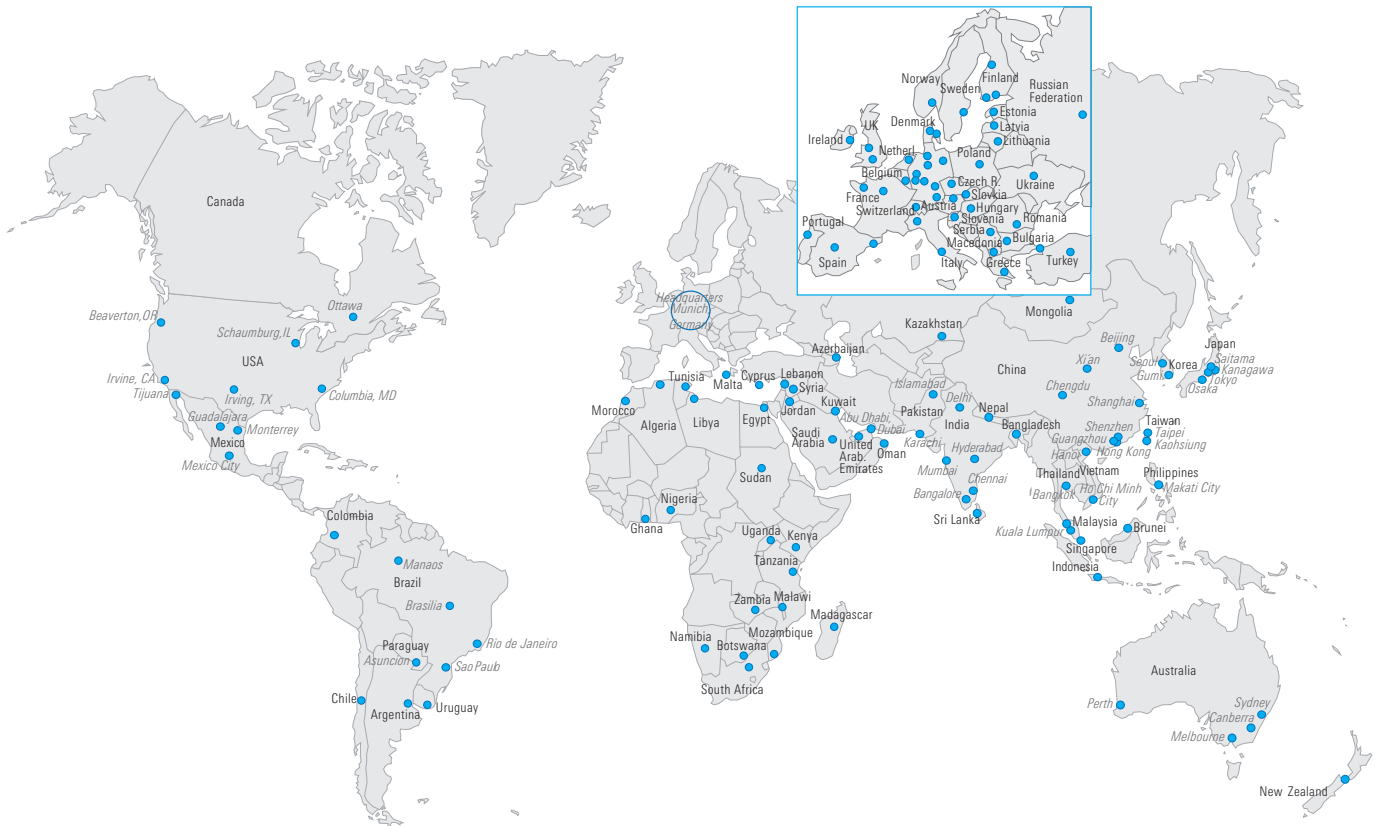 Norway
Sweden
Finland
Russian
Federation
Estonia
Latvia
Lithuania
Denmark
UK
Ireland
Netherl.
Poland
Belgium
Czech R.
Ukraine
France
Slovkia
Switzerland
Austria
Hungary
Slovenia
Romania
Portugal
Serbia
Bulgaria
Macedonia
Spain
Italy
Greece
Turkey
Canada
Ottawa
Beaverton,OR
Schaumburg,IL
USA
Irvine, CA
Tijuana
Irving, TX
Columbia, MD
Guadalajara
Monterrey
Mexico
Mexico City
Colombia
Manaos
Brazil
Brasilia
Rio de Janeiro
Paraguay
Asuncion
Sao Paulo
Chile
Argentina
Uruguay
Headquarters
Munich,
Germany
Morocco
Algeria
Tunisia
Libya
Malta
Cyprus
Lebanon
Syria
Jordan
Egypt
Azerbaijan
Kuwait
Saudi
Arabia
Abu Dhabi,
Dubai
United
Arab.
Emirates
Oman
Sudan
Nigeria
Ghana
Uganda
Kenya
Tanzania
Zambia
Malawi
Madagascar
Mozambique
Namibia
Botswana
South Africa
Kazakhstan
Mongolia
Islamabad
Pakistan
Karachi
Delhi
India
Nepal
Bangladesh
Hyderabad
Mumbai
Chennai
Bangalore
Sri Lanka
China
Beijing
Xi'an
Chengdu
Shanghai
Shenzhen
Guangzhou
Hong Kong
Seoul
Gumi
Korea
Japan
Saitama
Kanagawa
Tokyo
Osaka
Taiwan
Taipei
Kaohsiung
Hanoi
Thailand
Vietnam
Bangkok
Ho Chi Minh
City
Philippines
Makati City
Kuala Lumpur
Malaysia
Brunei
Singapore
Indonesia
Australia
Perth
Sydney
Canberra
Melbourne
New Zealand